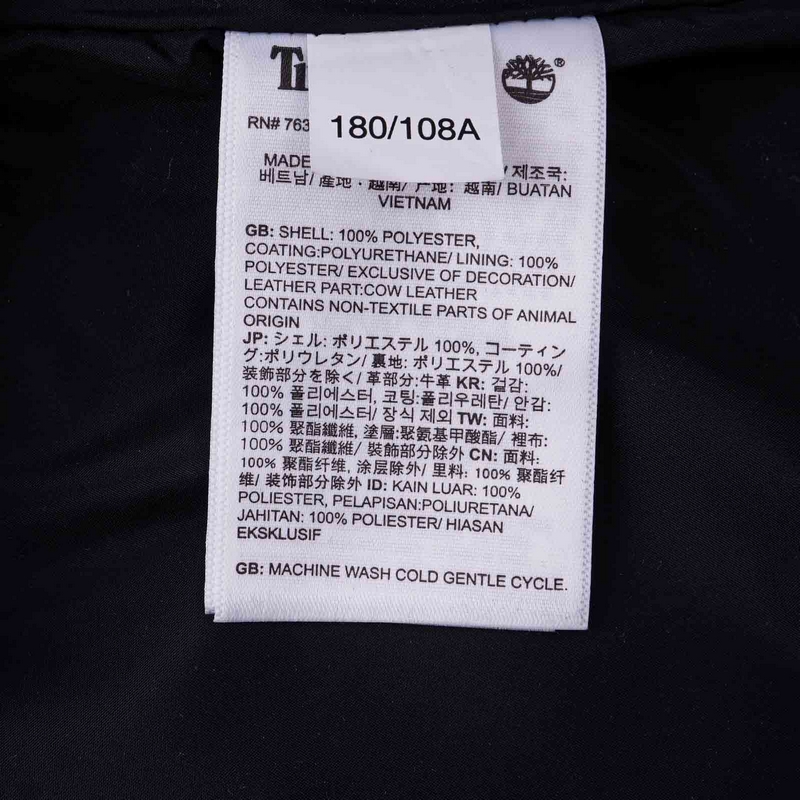 180/108A
RN# 763
MADE
제조국:
베트남/ 產地：越南/ 产地：越南/ BUATAN
VIETNAM
GB: SHELL: 100% POLYESTER,
COATING:POLYURETHANE/ LINING: 100%
POLYESTER/ EXCLUSIVE OF DECORATION/
LEATHER PART:COW LEATHER
CONTAINS NON-TEXTILE PARTS OF ANIMAL
ORIGIN
JP: シェル: ポリエステル 100%, コーティン
グ:ポリウレタン/ 裏地: ポリエステル 100%/
装飾部分を除く/ 革部分:牛革 KR: 겉감:
100% 폴리에스터, 코팅:폴리우레탄/ 안감:
100% 폴리에스터/ 장식 제외 TW: 面料:
100% 聚酯纖維, 塗層:聚氨基甲酸酯/ 裡布:
100% 聚酯纖維/ 裝飾部分除外 CN: 面料:
100% 聚酯纤维, 涂层除外/ 里料: 100% 聚酯纤
维/ 装饰部分除外 ID: KAIN LUAR: 100%
POLIESTER, PELAPISAN:POLIURETANA/
JAHITAN: 100% POLIESTER/ HIASAN
EKSKLUSIF
GB: MACHINE WASH COLD GENTLE CYCLE.